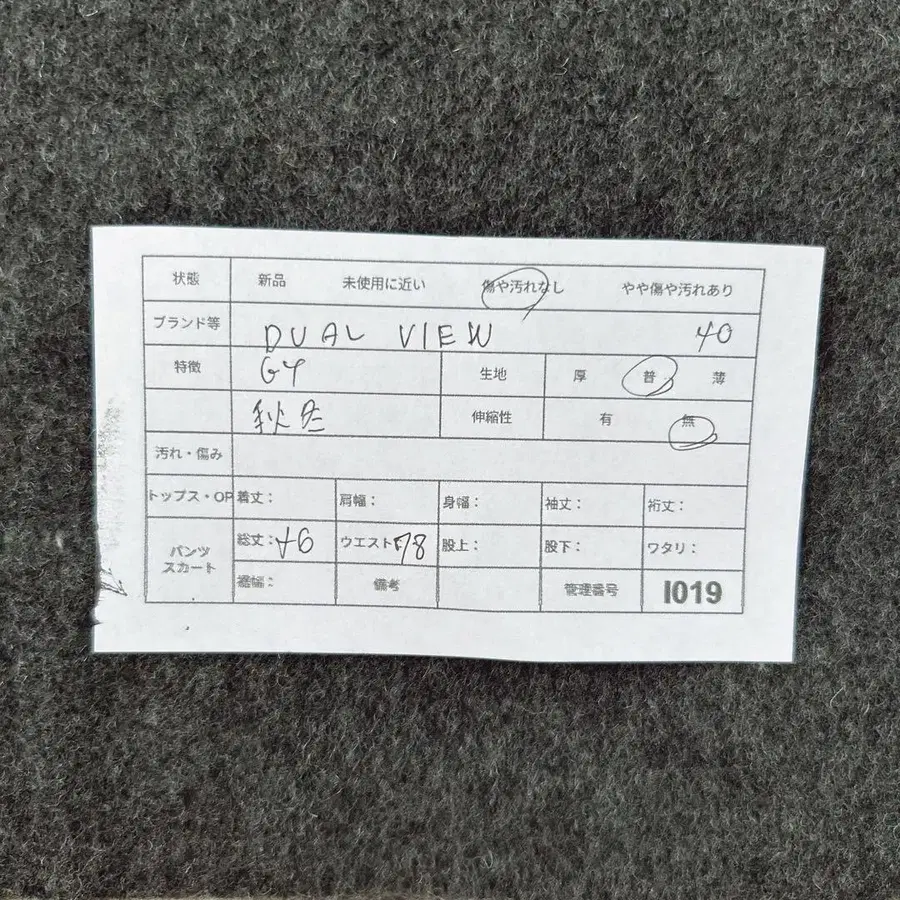 状態 新品 未使用に近い 傷や汚れなし やや傷や汚れあり
ブランド等 DUAL VIEW 40
特徴 GY 生地 厚 普 薄
秋冬 伸縮性 有 無
汚れ・傷み
トップス・OP 着丈: 肩幅: 身幅: 袖丈: 裄丈:
パンツ スカート 総丈: ウエスト: 78 股上: 股下: ワタリ:
裾幅: 備考 管理番号 I019